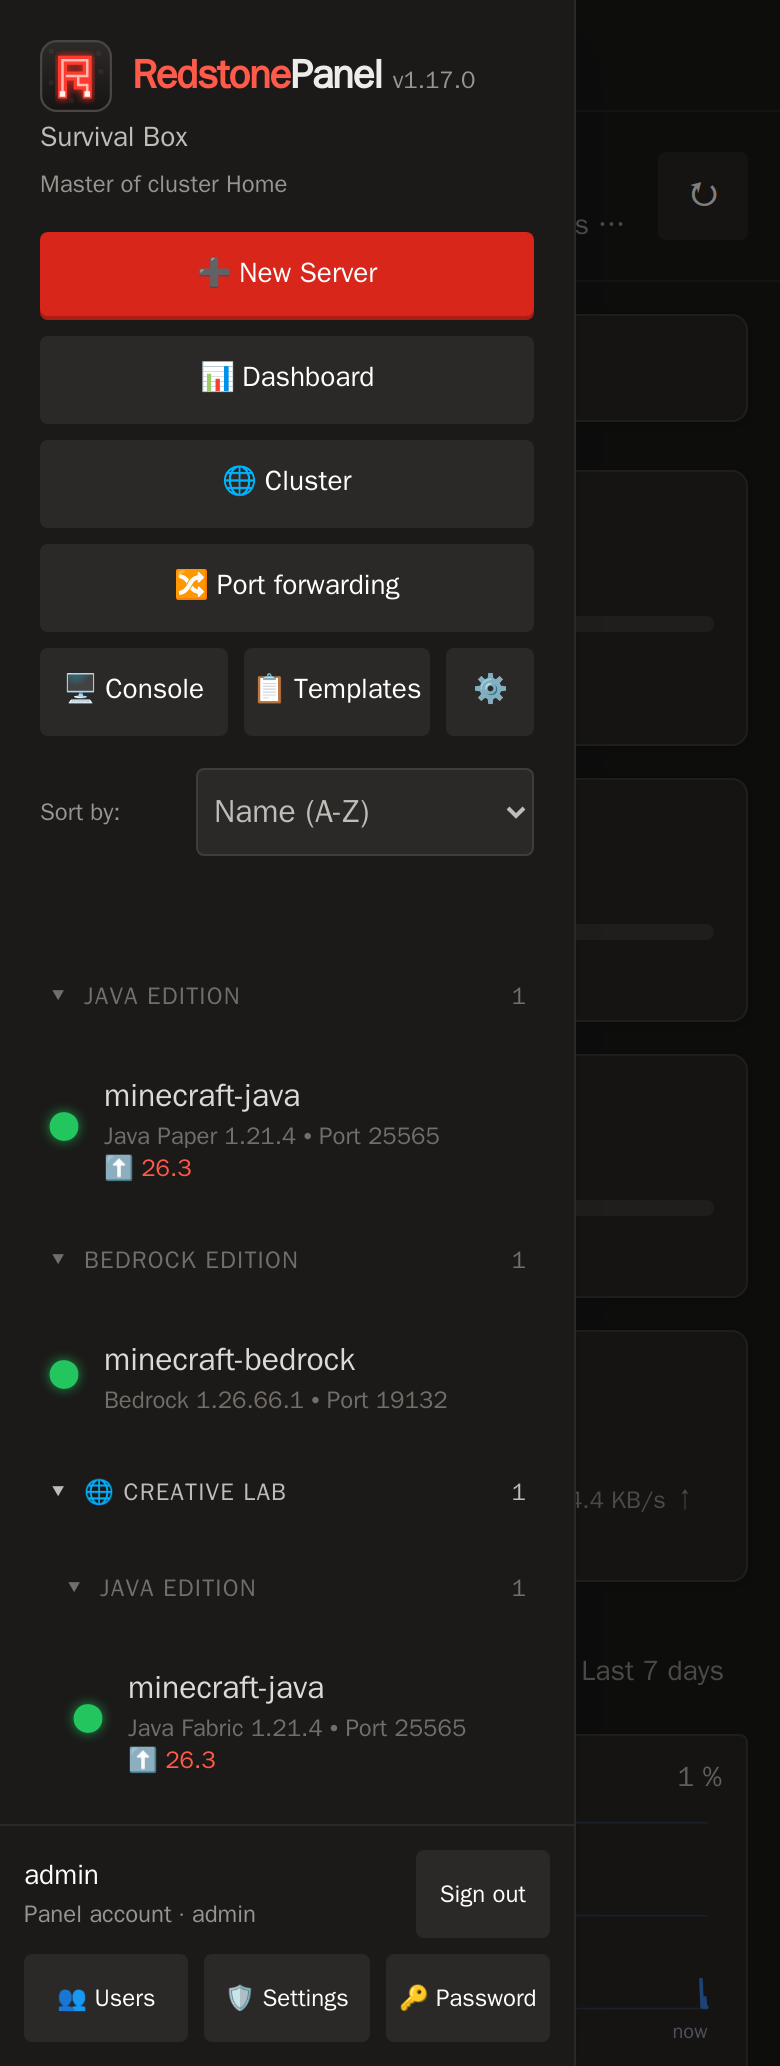 RedstonePanel v1.17.0
Survival Box
Master of cluster Home
➕ New Server
📊 Dashboard
🌐 Cluster
🔀 Port forwarding
🖥️ Console
📋 Templates
⚙️
Sort by:
Name (A-Z)
▼ JAVA EDITION 1
minecraft-java
Java Paper 1.21.4 • Port 25565
⬆️ 26.3
▼ BEDROCK EDITION 1
minecraft-bedrock
Bedrock 1.26.66.1 • Port 19132
▼ 🌐 CREATIVE LAB 1
▼ JAVA EDITION 1
minecraft-java
Java Fabric 1.21.4 • Port 25565
⬆️ 26.3
admin
Panel account · admin
Sign out
👥 Users
🛡️ Settings
🔑 Password
s ...
↻
4.4 KB/s ↑
Last 7 days
1 %
now